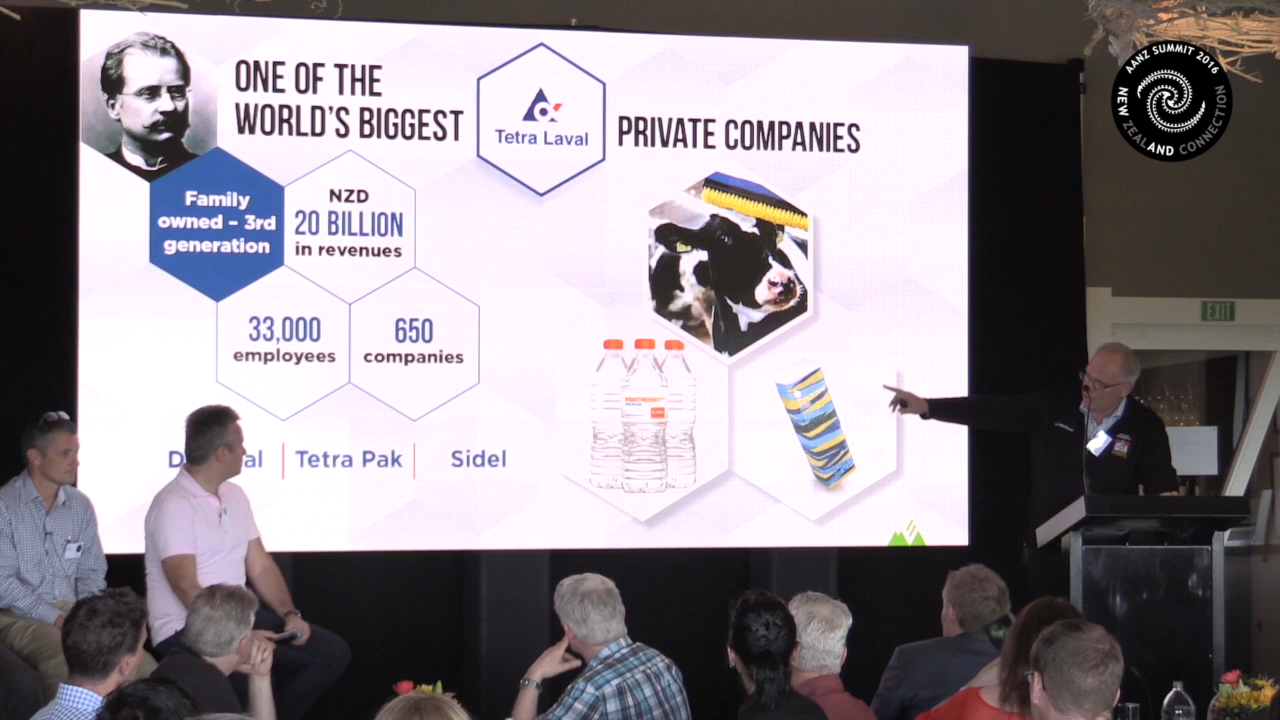 ONE OF THE
WORLD'S BIGGEST
Tetra Laval
PRIVATE COMPANIES
Family
owned – 3rd
generation
NZD
20 BILLION
in revenues
33,000
employees
650
companies
Tetra Pak
Sidel
AANZ SUMMIT 2016
NEW ZEALAND CONNECTION
EXIT